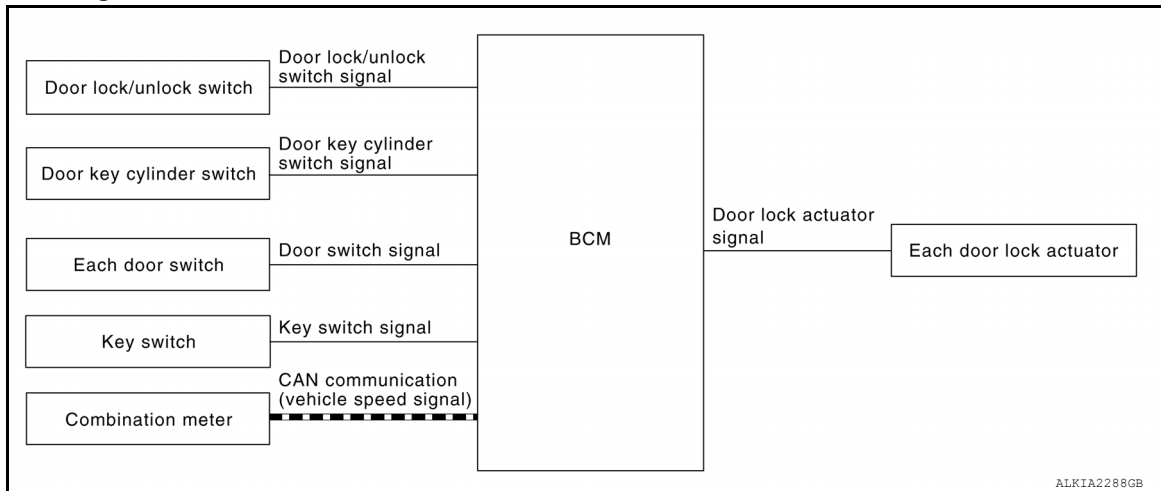 Door lock/unlock switch
Door lock/unlock
switch signal
Door key cylinder switch
Door key cylinder
switch signal
Each door switch
Door switch signal
Key switch
Key switch signal
Combination meter
CAN communication
(vehicle speed signal)
BCM
Door lock actuator
signal
Each door lock actuator
ALKIA2288GB